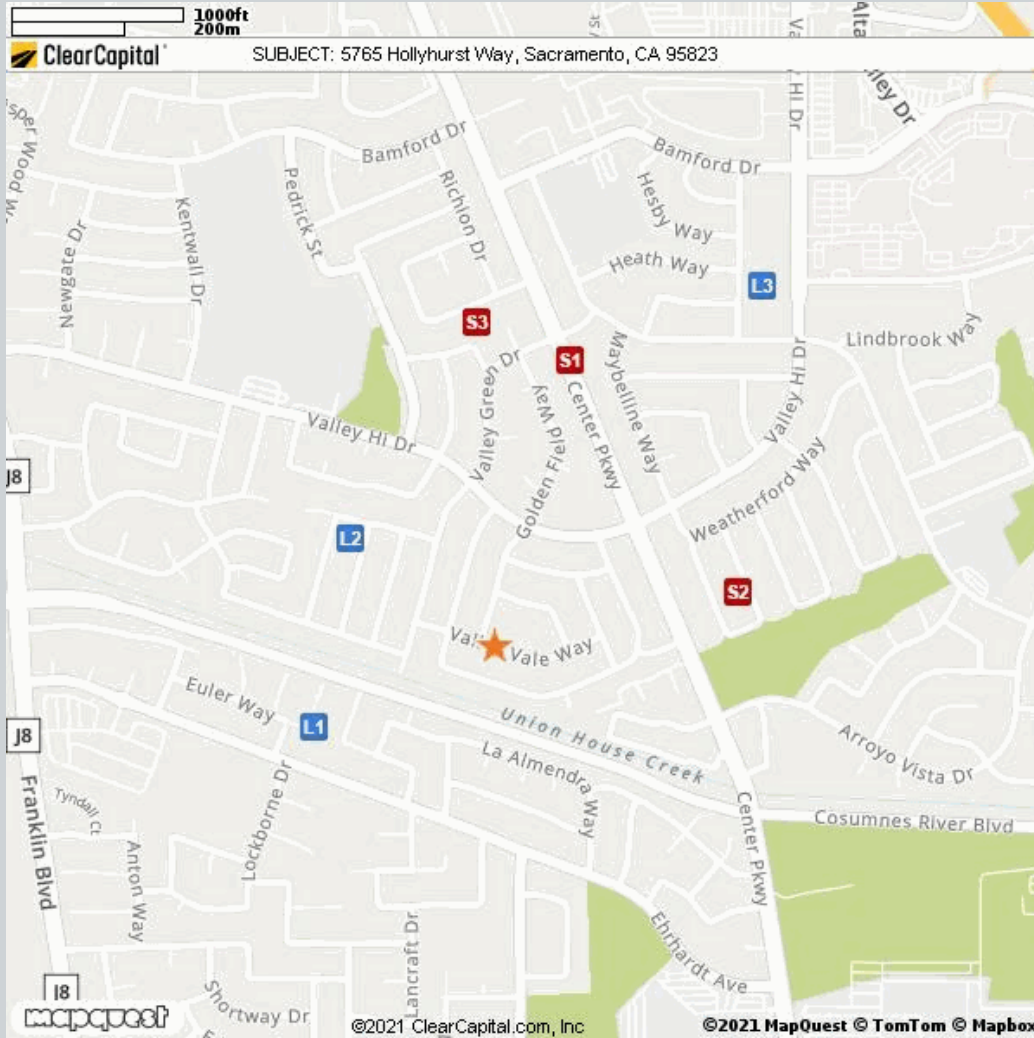 1000ft
200m
ClearCapital
SUBJECT: 5765 Hollyhurst Way, Sacramento, CA 95823
Bamford Dr
Bamford Dr
Valley Hi Dr
Pedrick St
Richion Dr
Hesby Way
Heath Way
Newgate Dr
Kentwall Dr
L3
S3
S1
Lindbrook Way
Valley Green Dr
Maybelline Way
Golden Field Way
Center Pkwy
Valley Hi Dr
Weatherford Way
J8
L2
S2
Vale Way
Euler Way
L1
J8
Union House Creek
La Almendra Way
Arroyo Vista Dr
Tyndall Ct
Lockborne Dr
Franklin Blvd
Anton Way
Center Pkwy
Cosumnes River Blvd
Lancraft Dr
Ehrhardt Ave
J8
Shortway Dr
mapquest
©2021 ClearCapital.com, Inc
©2021 MapQuest © TomTom © Mapbox